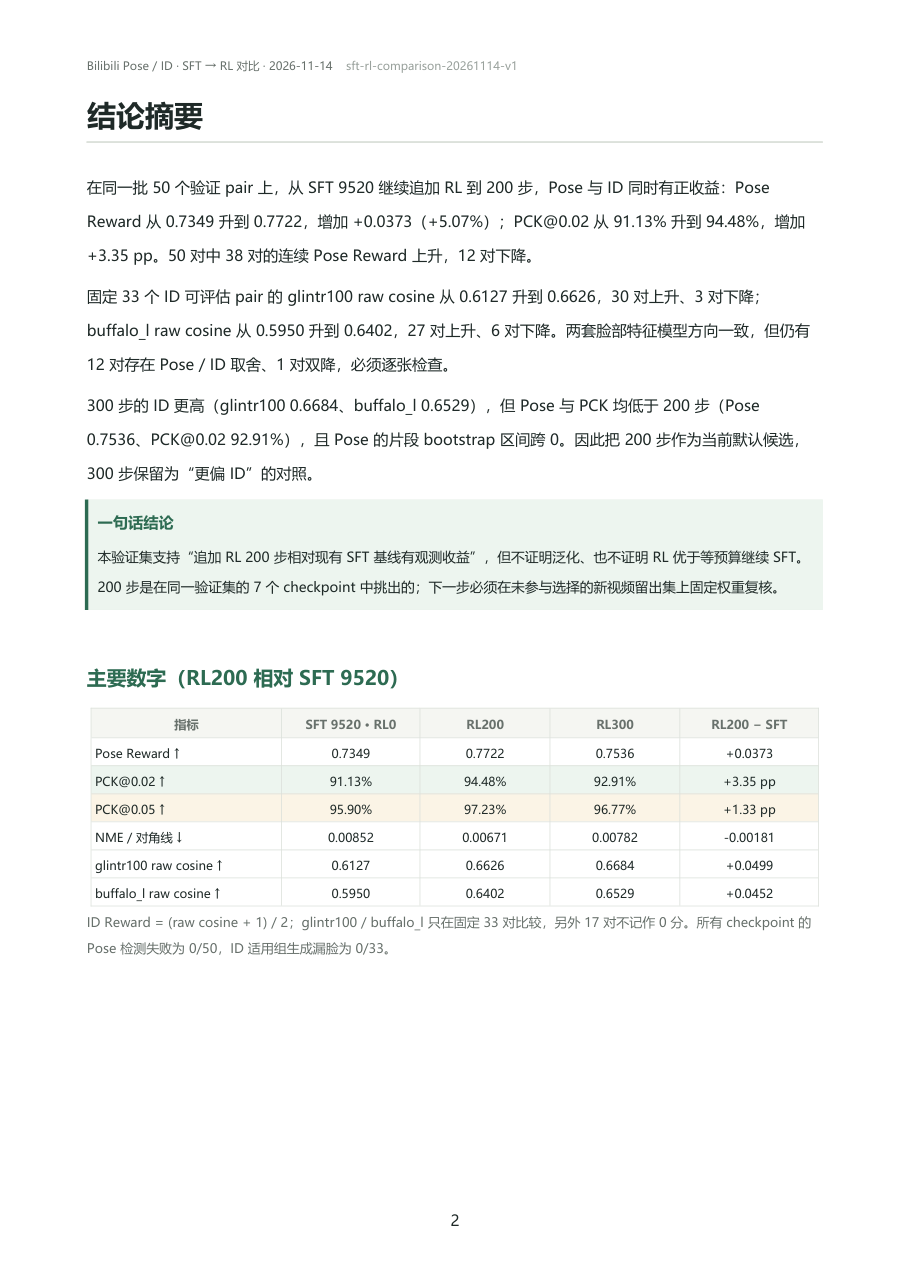 Bilibili Pose / ID · SFT → RL 对比 · 2026-11-14 sft-rl-comparison-20261114-v1
结论摘要
在同一批 50 个验证 pair 上，从 SFT 9520 继续追加 RL 到 200 步，Pose 与 ID 同时有正收益：Pose
Reward 从 0.7349 升到 0.7722，增加 +0.0373（+5.07%）；PCK@0.02 从 91.13% 升到 94.48%，增加
+3.35 pp。50 对中 38 对的连续 Pose Reward 上升，12 对下降。
固定 33 个 ID 可评估 pair 的 glintr100 raw cosine 从 0.6127 升到 0.6626，30 对上升、3 对下降；
buffalo_l raw cosine 从 0.5950 升到 0.6402，27 对上升、6 对下降。两套脸部特征模型方向一致，但仍有
12 对存在 Pose / ID 取舍、1 对双降，必须逐张检查。
300 步的 ID 更高（glintr100 0.6684、buffalo_l 0.6529），但 Pose 与 PCK 均低于 200 步（Pose
0.7536、PCK@0.02 92.91%），且 Pose 的片段 bootstrap 区间跨 0。因此把 200 步作为当前默认候选，
300 步保留为“更偏 ID”的对照。
一句话结论
本验证集支持“追加 RL 200 步相对现有 SFT 基线有观测收益”，但不证明泛化、也不证明 RL 优于等预算继续 SFT。
200 步是在同一验证集的 7 个 checkpoint 中挑出的；下一步必须在未参与选择的新视频留出集上固定权重复核。
主要数字（RL200 相对 SFT 9520）
指标 SFT 9520 · RL0 RL200 RL300 RL200 − SFT
Pose Reward ↑ 0.7349 0.7722 0.7536 +0.0373
PCK@0.02 ↑ 91.13% 94.48% 92.91% +3.35 pp
PCK@0.05 ↑ 95.90% 97.23% 96.77% +1.33 pp
NME / 对角线 ↓ 0.00852 0.00671 0.00782 -0.00181
glintr100 raw cosine ↑ 0.6127 0.6626 0.6684 +0.0499
buffalo_l raw cosine ↑ 0.5950 0.6402 0.6529 +0.0452
ID Reward = (raw cosine + 1) / 2；glintr100 / buffalo_l 只在固定 33 对比较，另外 17 对不记作 0 分。所有 checkpoint 的
Pose 检测失败为 0/50，ID 适用组生成漏脸为 0/33。
2